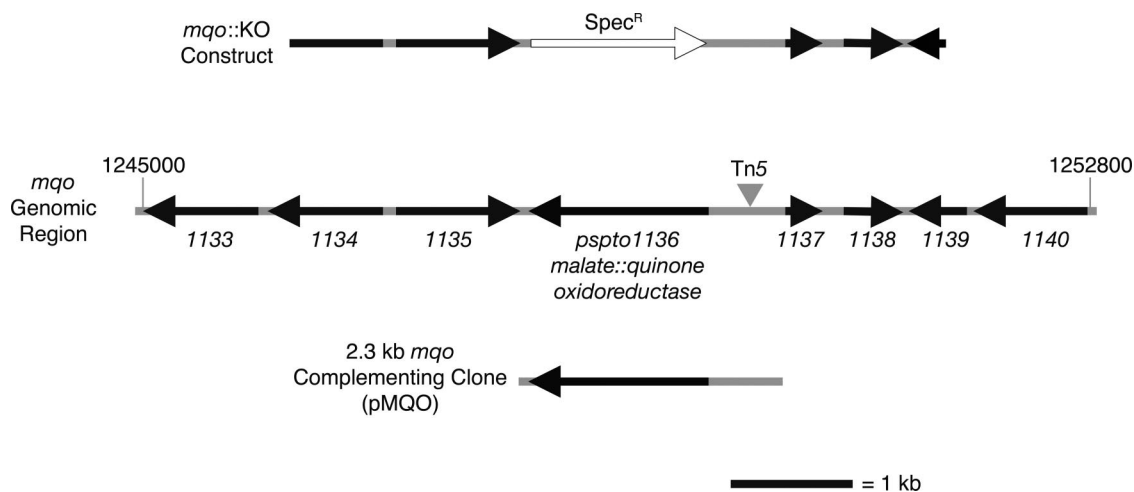 Spec^R
mqo::KO
Construct
1245000
Tn5
1252800
mqo
Genomic
Region
1133
1134
1135
pspto1136
malate::quinone
oxidoreductase
1137
1138
1139
1140
2.3 kb mqo
Complementing Clone
(pMQO)
= 1 kb